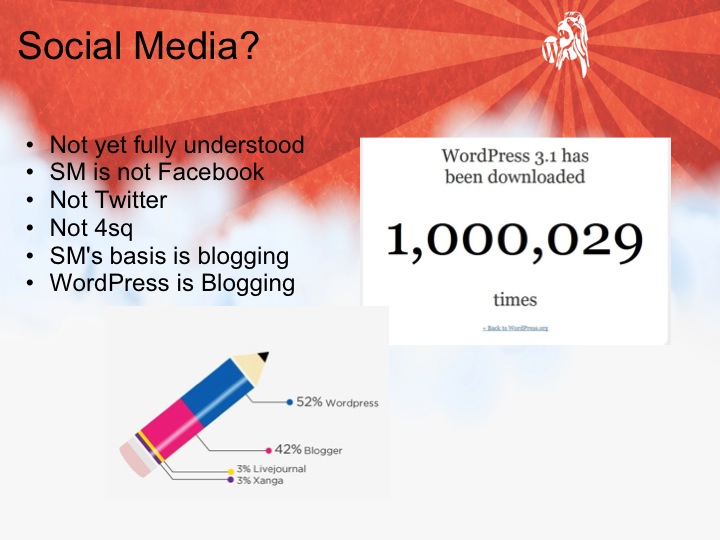 Social Media?
• Not yet fully understood
• SM is not Facebook
• Not Twitter
• Not 4sq
• SM's basis is blogging
• WordPress is Blogging
WordPress 3.1 has
been downloaded
1,000,029
times
« Back to WordPress.org
52% Wordpress
42% Blogger
3% Livejournal
3% Xanga